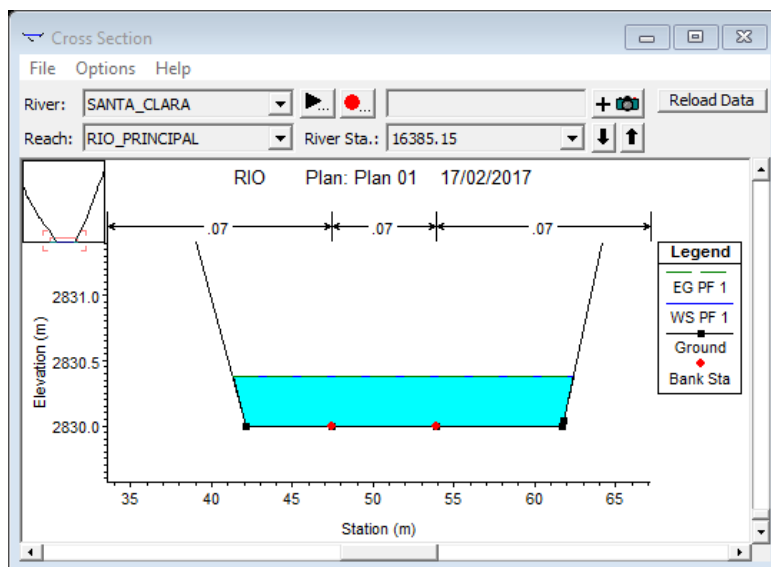 Cross Section
File Options Help
River: SANTA_CLARA ... ... + Reload Data
Reach: RIO_PRINCIPAL River Sta.: 16385.15
RIO Plan: Plan 01 17/02/2017
.07 .07 .07
Legend
EG PF 1
WS PF 1
Ground
Bank Sta
2831.0
2830.5
2830.0
Elevation (m)
35 40 45 50 55 60 65
Station (m)